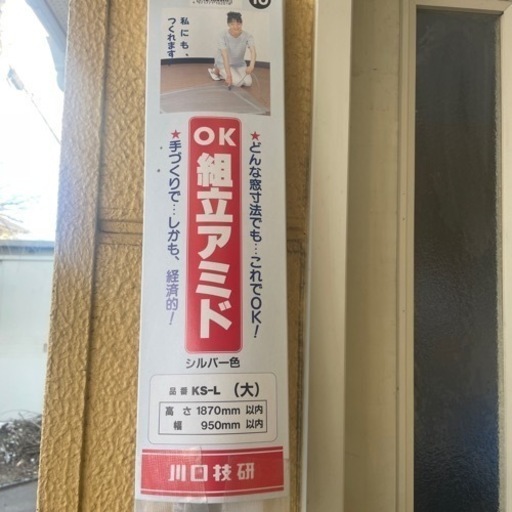 10
私にも、
つくれます
OK
組立アミド
★どんな窓寸法でも…これでOK!
★手づくりで…しかも、経済的!
シルバー色
品番 KS-L (大)
高さ 1870mm 以内
幅 950mm 以内
川口技研